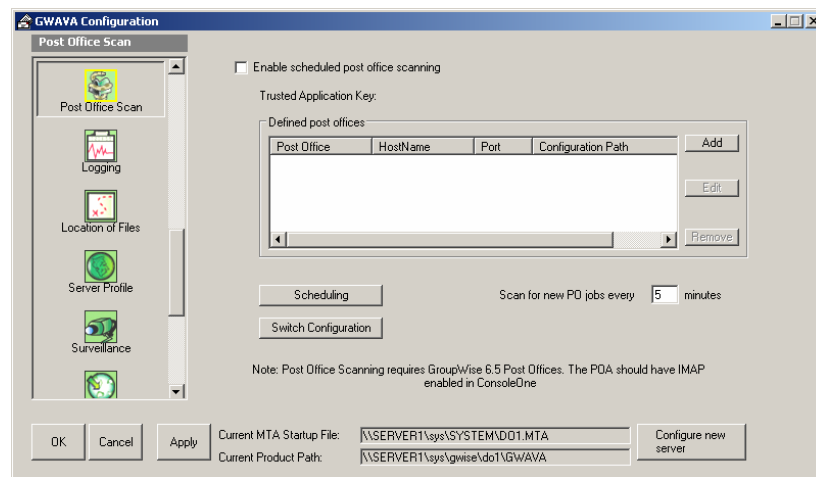 GWAVA Configuration
Post Office Scan
Post Office Scan
Logging
Location of Files
Server Profile
Surveillance
Enable scheduled post office scanning
Trusted Application Key:
Defined post offices
Post Office HostName Port Configuration Path
Add
Edit
Remove
Scheduling
Scan for new PO jobs every 5 minutes
Switch Configuration
Note: Post Office Scanning requires GroupWise 6.5 Post Offices. The POA should have IMAP
enabled in ConsoleOne
OK Cancel Apply
Current MTA Startup File: \\SERVER1\sys\SYSTEM\DO1.MTA
Current Product Path: \\SERVER1\sys\gwise\do1\GWAVA
Configure new
server